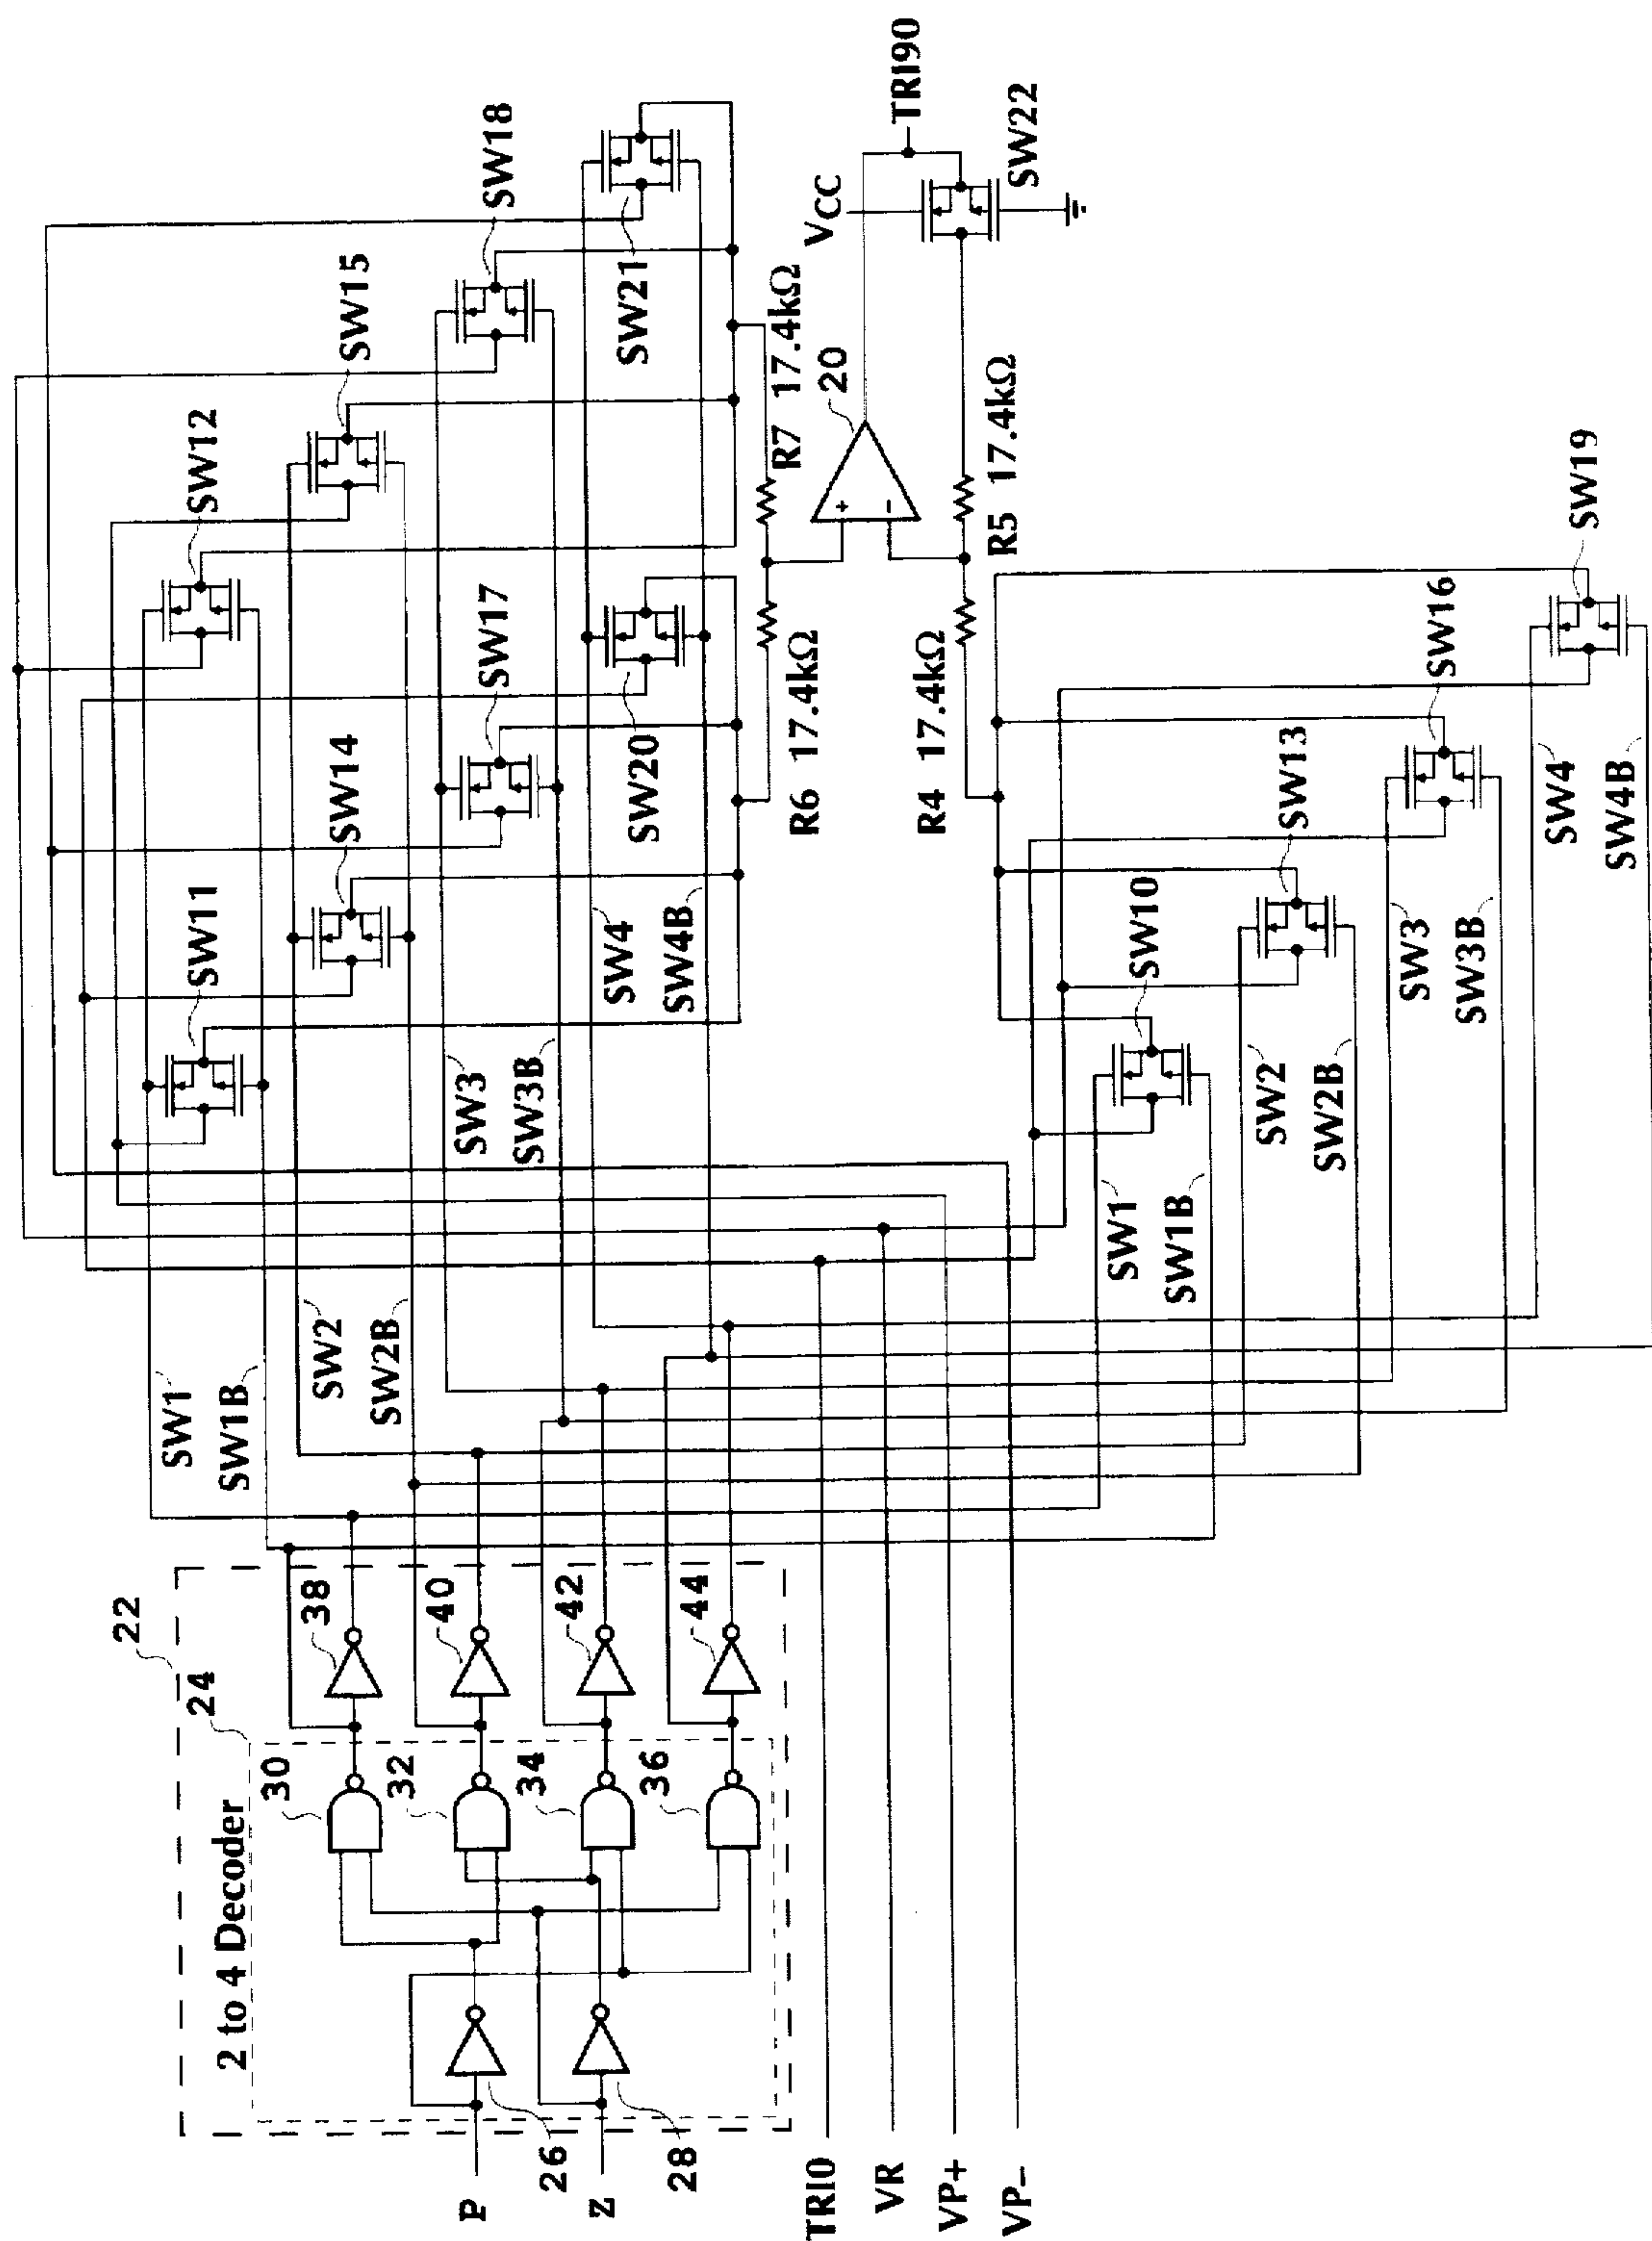 22
24
2 to 4 Decoder
P
Z
26
28
30
32
34
36
38
40
42
44
TRI0
VR
VP+
VP-
SW1
SW1B
SW2
SW2B
SW3
SW3B
SW4
SW4B
SW11
SW14
SW17
SW20
SW12
SW15
SW18
SW21
R6 17.4kΩ
R7 17.4kΩ
R4 17.4kΩ
R5 17.4kΩ
+
-
20
VCC
TRI90
SW22
SW1
SW1B
SW2
SW2B
SW3
SW3B
SW4
SW4B
SW10
SW13
SW16
SW19